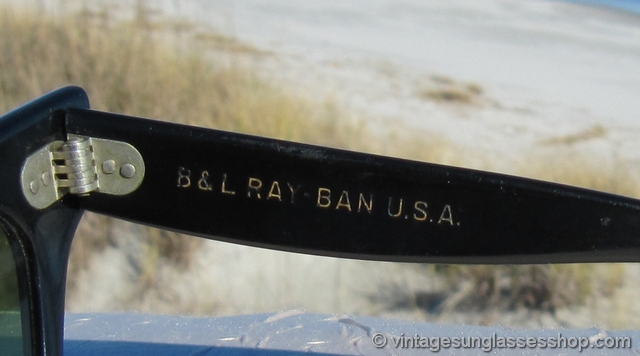 B&L RAY-BAN U.S.A.
© vintagesunglassesshop.com